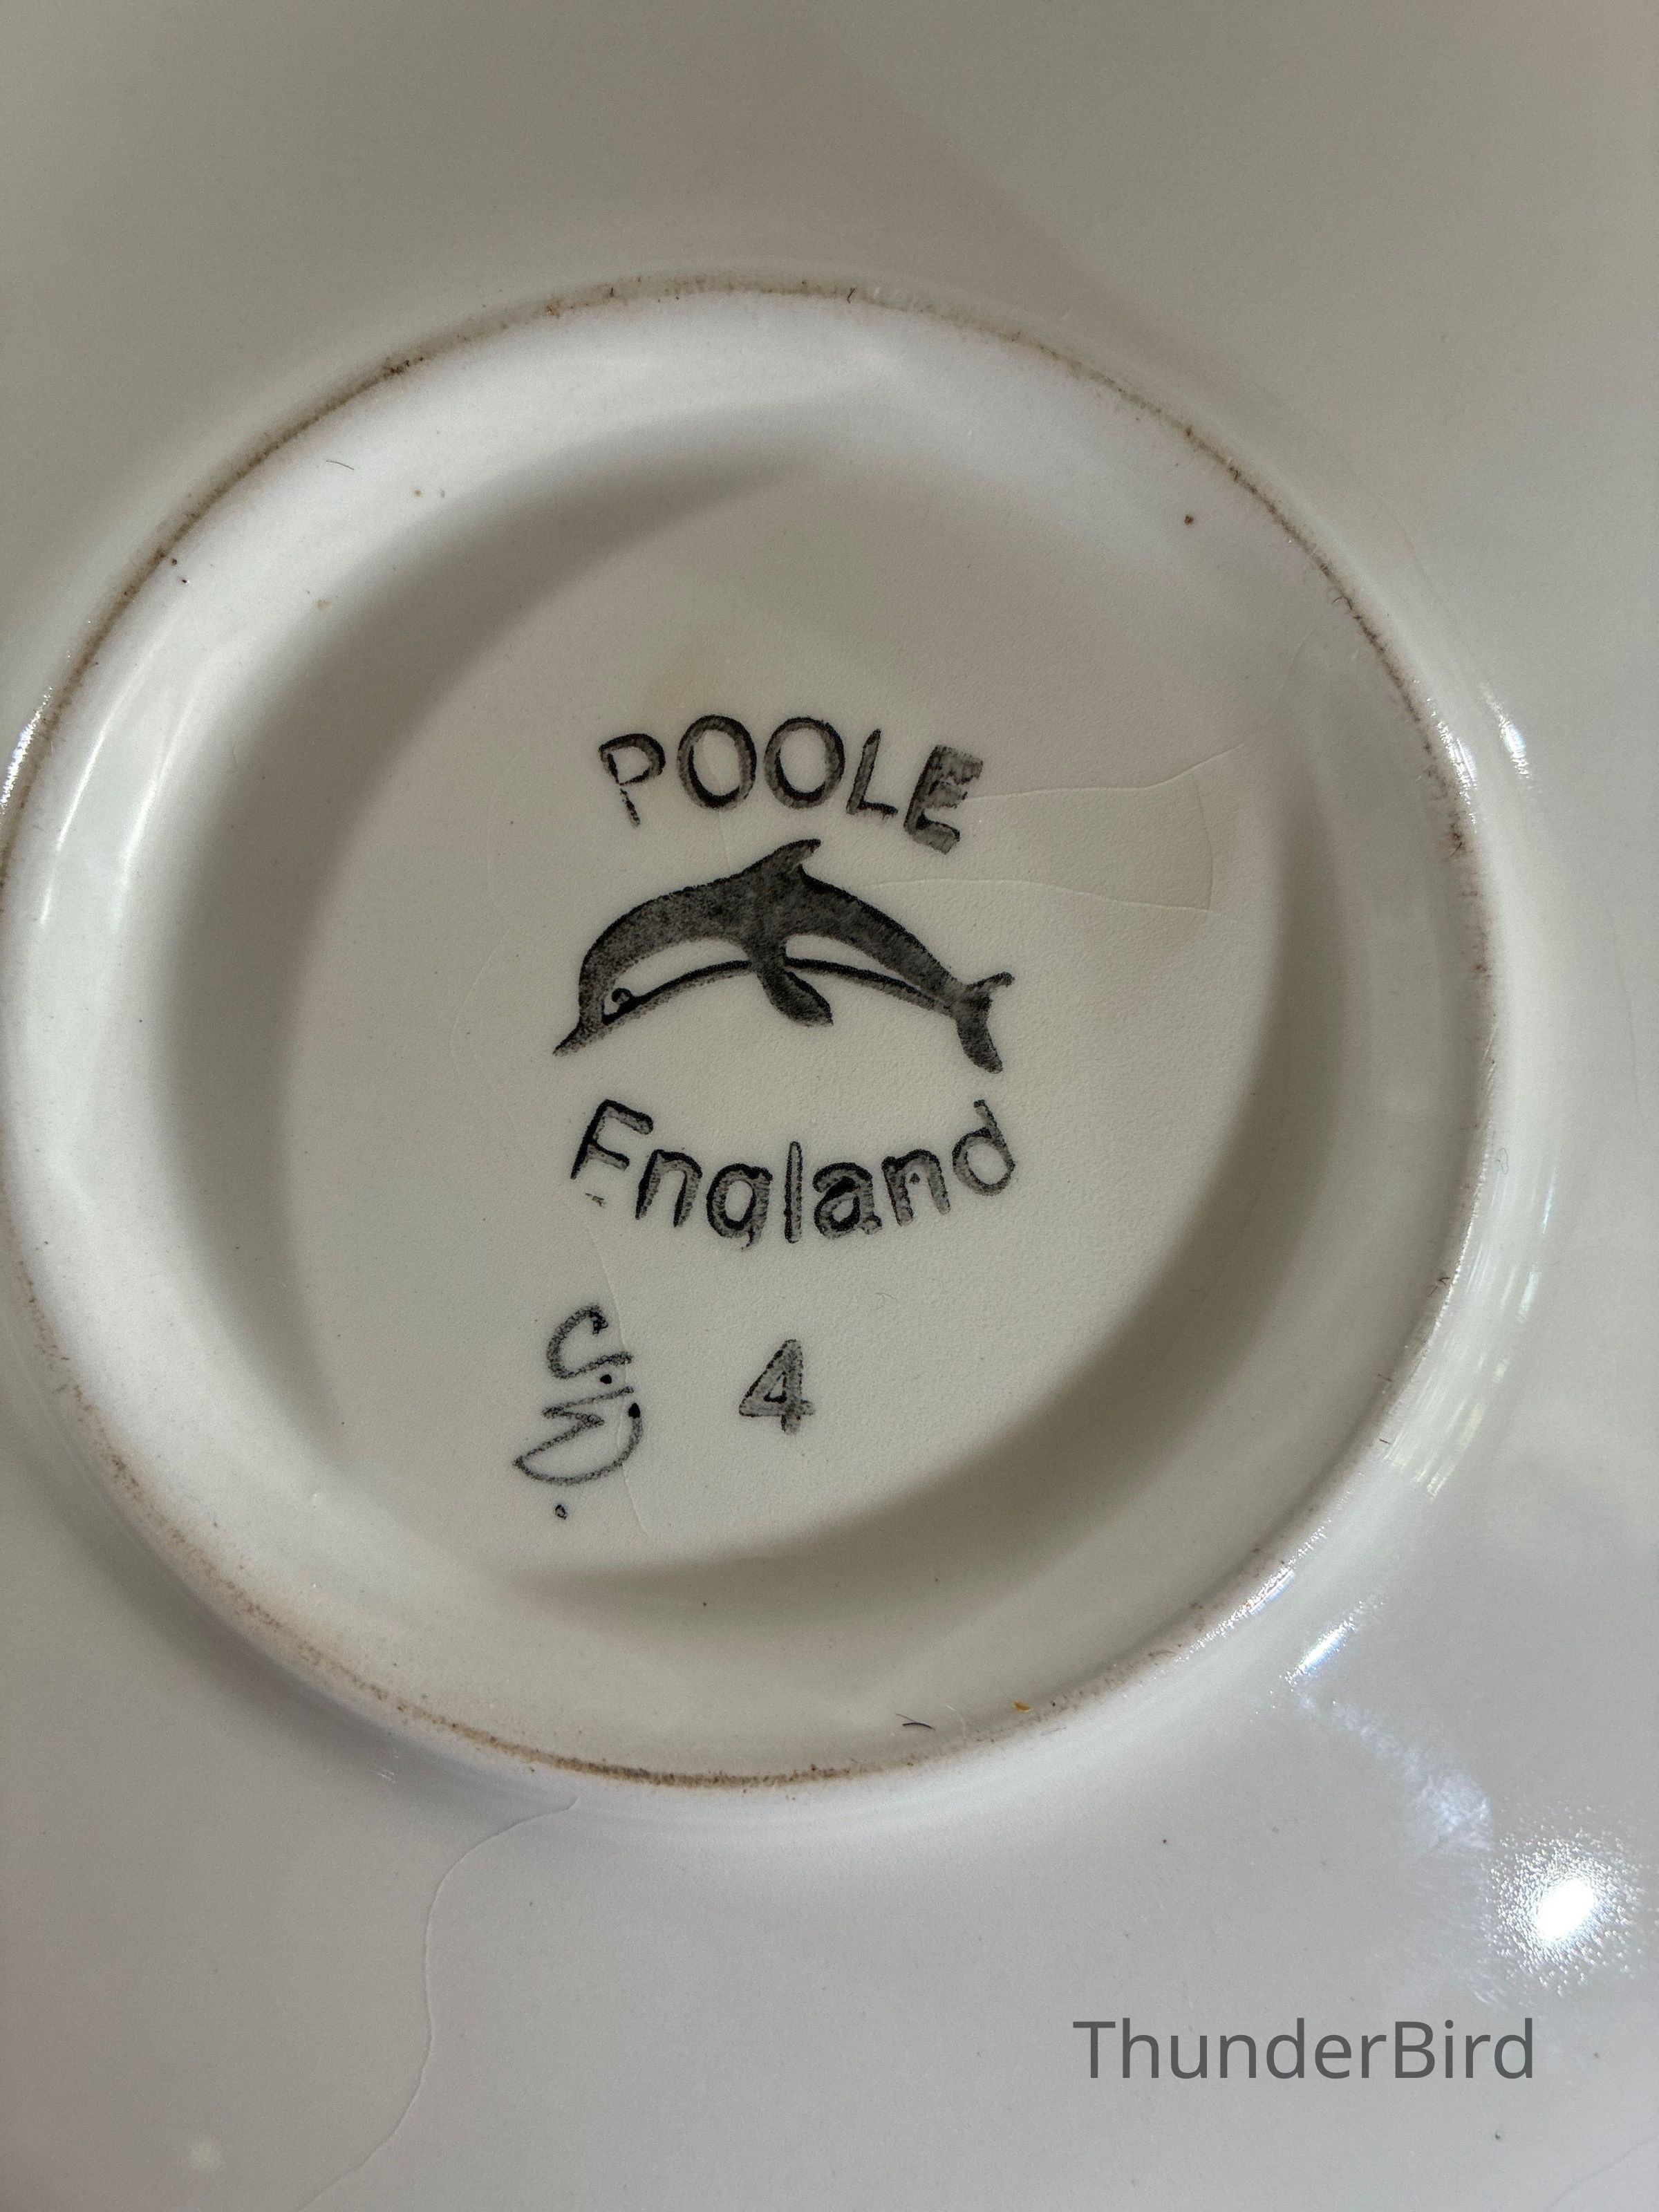 POOLE
England
4
ThunderBird